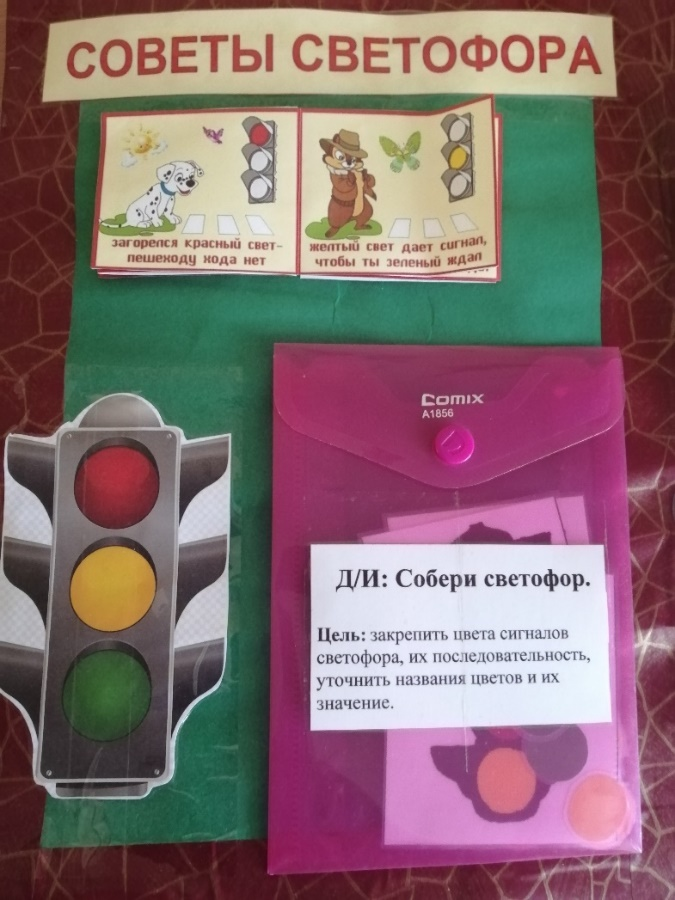 СОВЕТЫ СВЕТОФОРА
загорелся красный свет-
пешеходу хода нет
желтый свет дает сигнал,
чтобы ты зеленый ждал
Comix
A1856
Д/И: Собери светофор.
Цель: закрепить цвета сигналов
светофора, их последовательность,
уточнить названия цветов и их
значение.